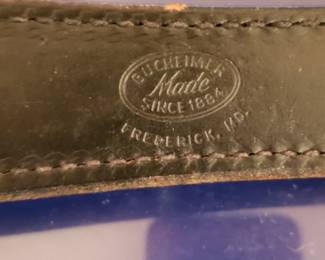 BUCHEIMER
Made
SINCE 1884
FREDERICK, MD.